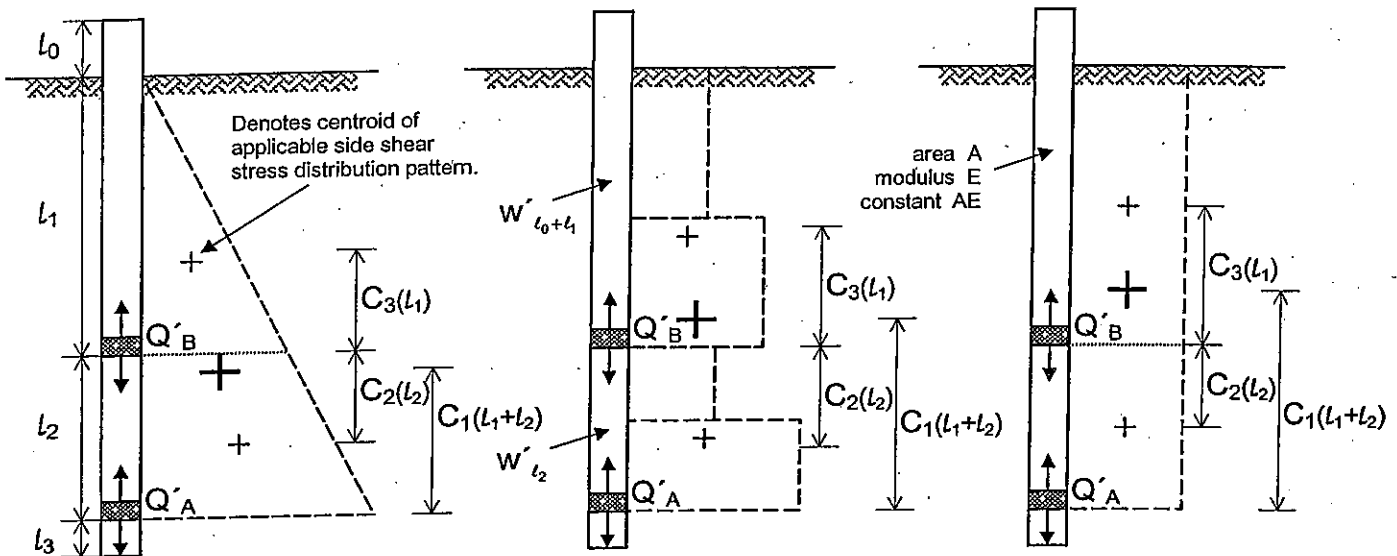 l₀
l₁
l₂
l₃
Denotes centroid of
applicable side shear
stress distribution pattern.
C₃(l₁)
Q´B
C₂(l₂)
C₁(l₁+l₂)
Q´A
W´l₀+l₁
C₃(l₁)
Q´B
C₂(l₂)
C₁(l₁+l₂)
W´l₂
Q´A
area A
modulus E
constant AE
C₃(l₁)
Q´B
C₂(l₂)
C₁(l₁+l₂)
Q´A